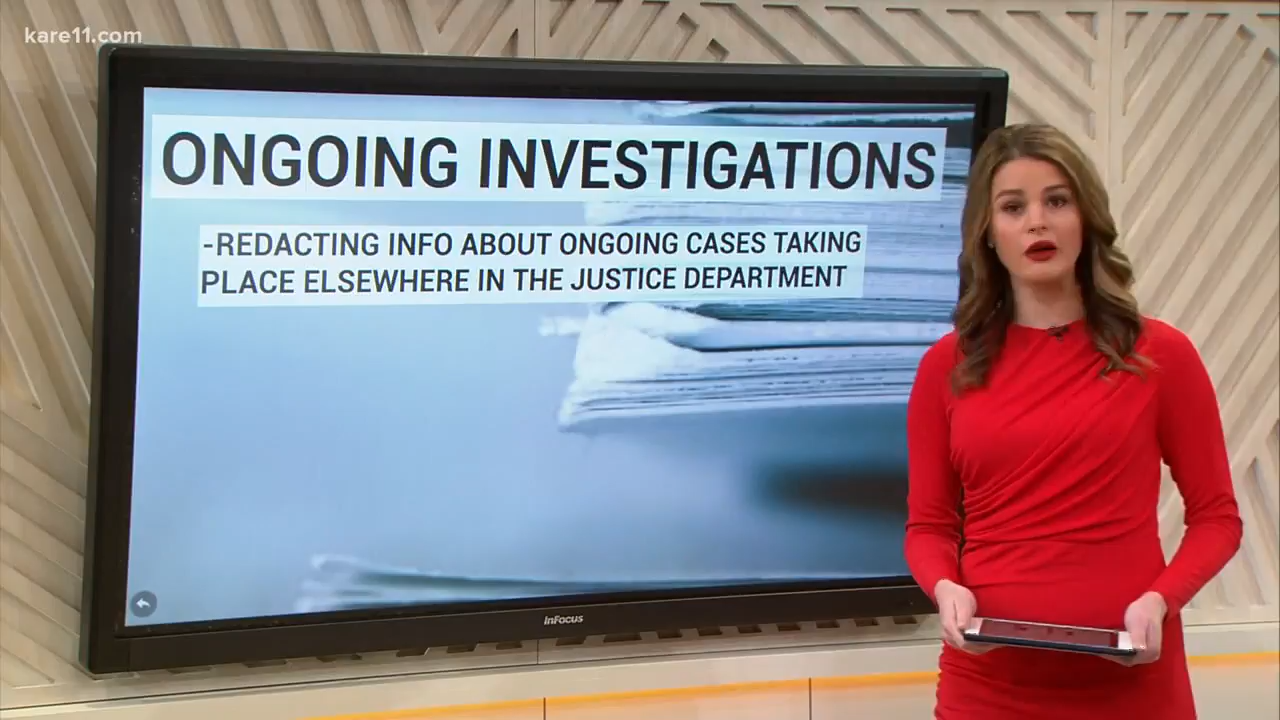 kare11.com
ONGOING INVESTIGATIONS
-REDACTING INFO ABOUT ONGOING CASES TAKING
PLACE ELSEWHERE IN THE JUSTICE DEPARTMENT
InFocus